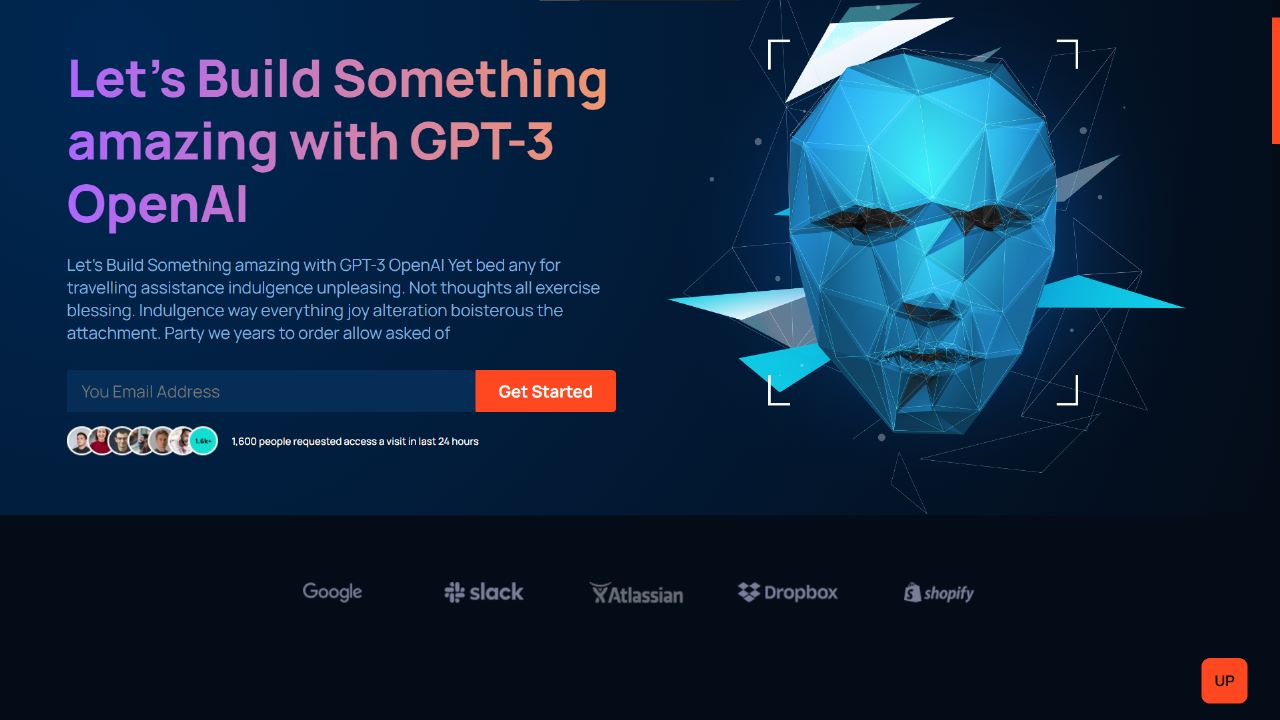 Let's Build Something
amazing with GPT-3
OpenAI
Let's Build Something amazing with GPT-3 OpenAI Yet bed any for
travelling assistance indulgence unpleasing. Not thoughts all exercise
blessing. Indulgence way everything joy alteration boisterous the
attachment. Party we years to order allow asked of
You Email Address
Get Started
1.6k+
1,600 people requested access a visit in last 24 hours
Google
slack
Atlassian
Dropbox
shopify
UP